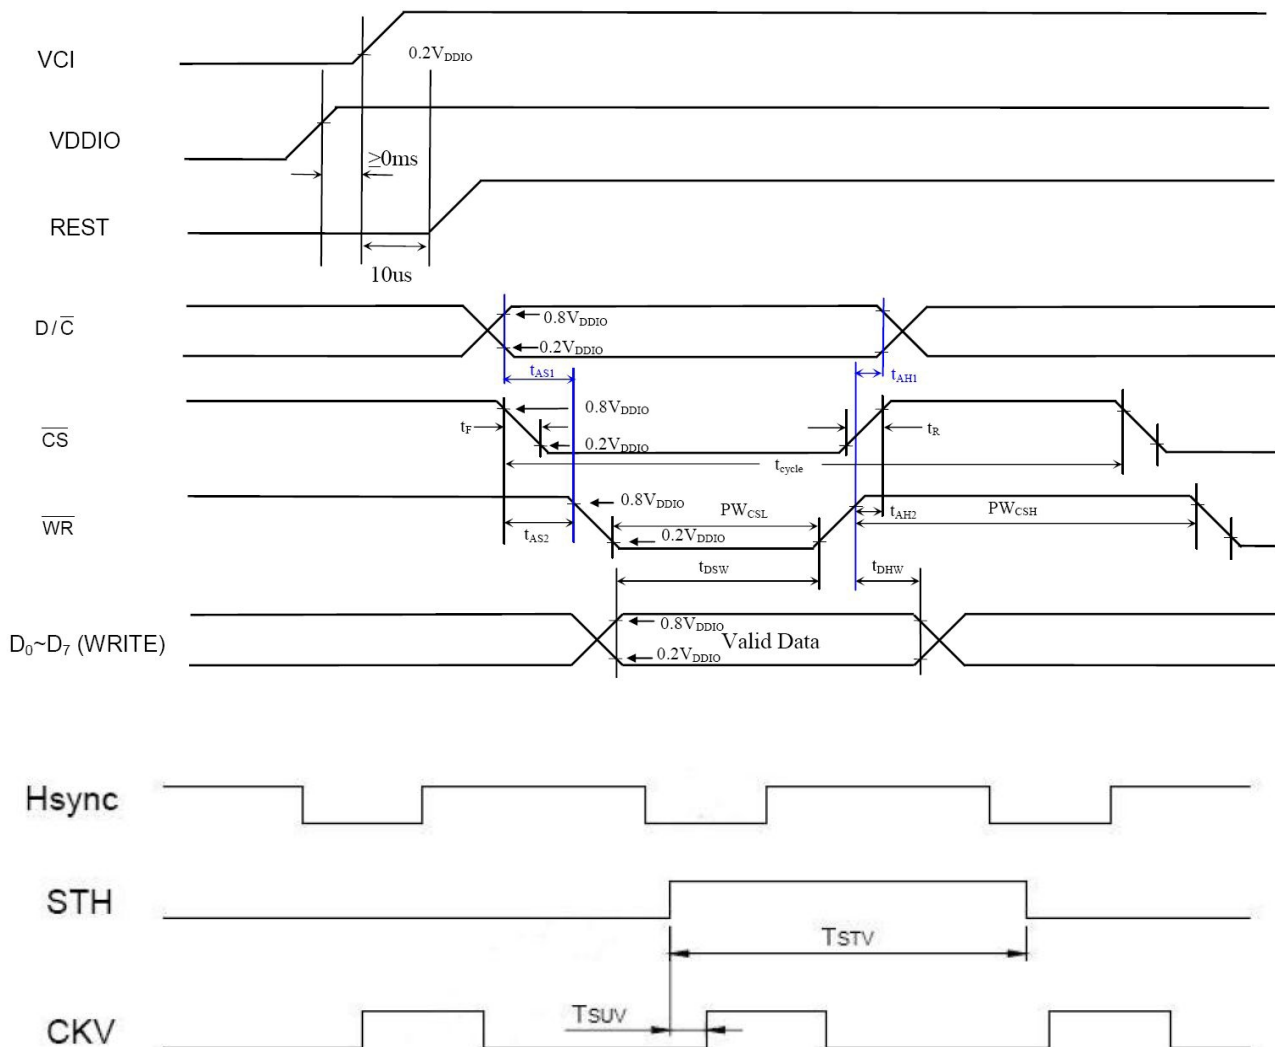 VCI
0.2VDDIO
VDDIO
≥0ms
REST
10us
D/C̅
0.8VDDIO
0.2VDDIO
tAS1
tAH1
C̅S̅
0.8VDDIO
tF
0.2VDDIO
tR
tcycle
W̅R̅
0.8VDDIO
tAS2
0.2VDDIO
PWCSL
tAH2
PWCSH
tDSW
tDHW
D0~D7 (WRITE)
0.8VDDIO
Valid Data
0.2VDDIO
Hsync
STH
TSTV
TSUV
CKV